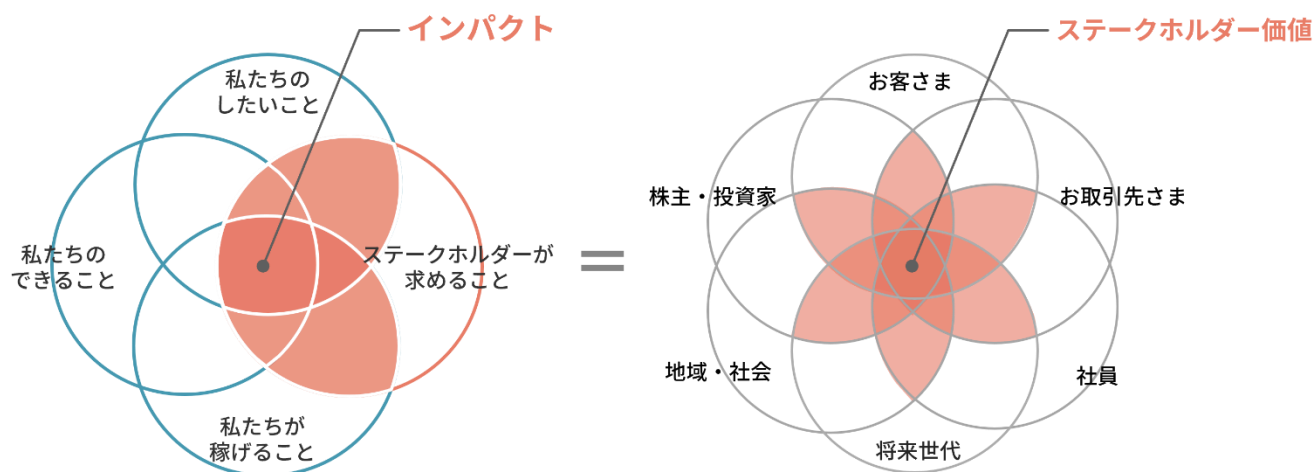 インパクト
私たちの
したいこと
私たちの
できること
ステークホルダーが
求めること
私たちが
稼げること
=
ステークホルダー価値
お客さま
株主・投資家
お取引先さま
地域・社会
社員
将来世代